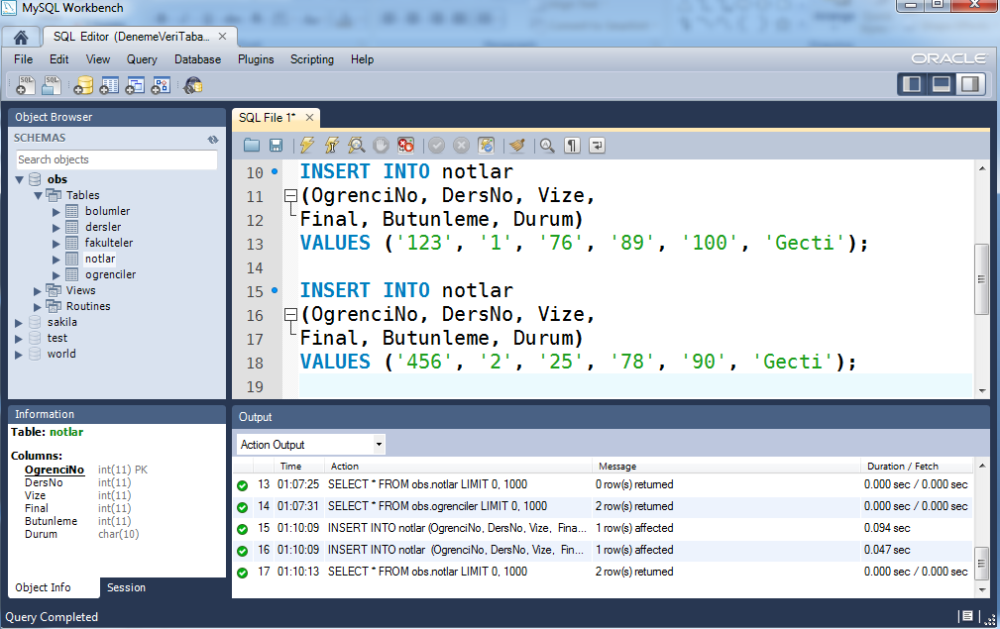 MySQL Workbench
SQL Editor (DenemeVeriTaba...
File Edit View Query Database Plugins Scripting Help
ORACLE
Object Browser
SCHEMAS
Search objects
obs
Tables
bolumler
dersler
fakulteler
notlar
ogrenciler
Views
Routines
sakila
test
world
SQL File 1*
10 INSERT INTO notlar
11 (OgrenciNo, DersNo, Vize,
12 Final, Butunleme, Durum)
13 VALUES ('123', '1', '76', '89', '100', 'Gecti');
14
15 INSERT INTO notlar
16 (OgrenciNo, DersNo, Vize,
17 Final, Butunleme, Durum)
18 VALUES ('456', '2', '25', '78', '90', 'Gecti');
19
Information
Table: notlar
Columns:
OgrenciNo int(11) PK
DersNo int(11)
Vize int(11)
Final int(11)
Butunleme int(11)
Durum char(10)
Object Info Session
Output
Action Output
Time Action Message Duration / Fetch
13 01:07:25 SELECT * FROM obs.notlar LIMIT 0, 1000 0 row(s) returned 0.000 sec / 0.000 sec
14 01:07:31 SELECT * FROM obs.ogrenciler LIMIT 0, 1000 2 row(s) returned 0.000 sec / 0.000 sec
15 01:10:09 INSERT INTO notlar (OgrenciNo, DersNo, Vize, Fina... 1 row(s) affected 0.094 sec
16 01:10:09 INSERT INTO notlar (OgrenciNo, DersNo, Vize, Fin... 1 row(s) affected 0.047 sec
17 01:10:13 SELECT * FROM obs.notlar LIMIT 0, 1000 2 row(s) returned 0.000 sec / 0.000 sec
Query Completed